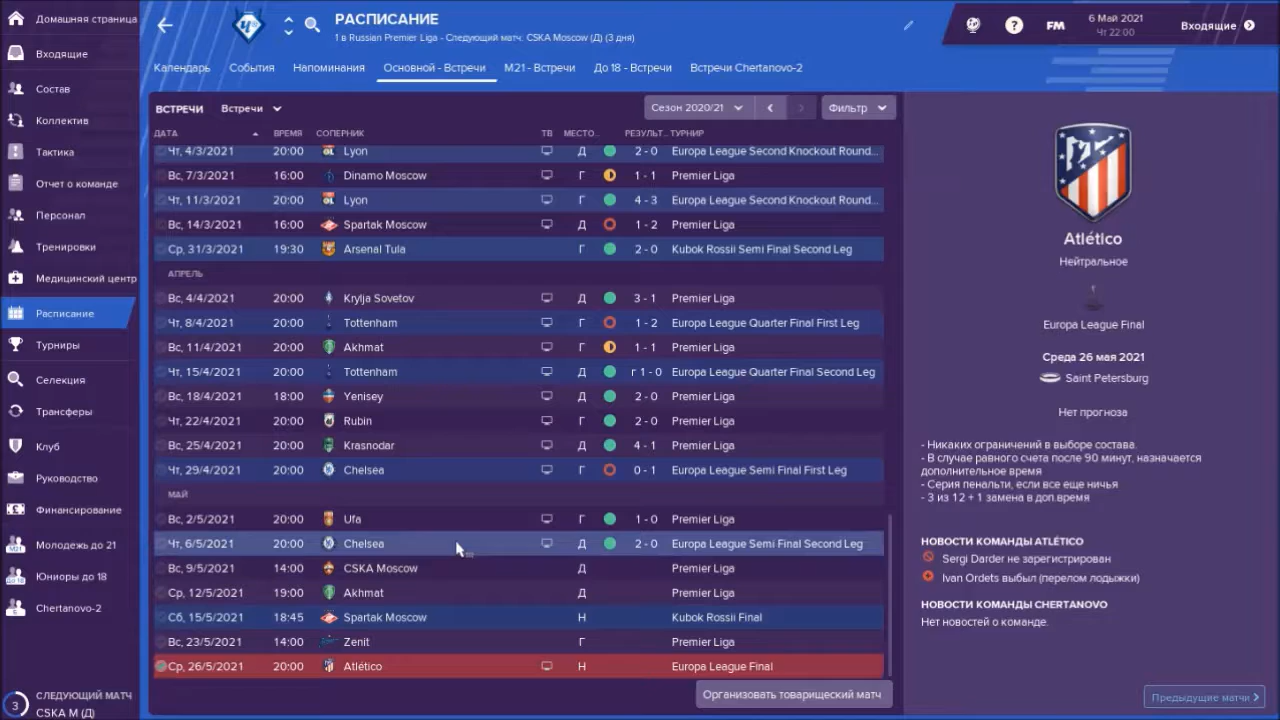 Домашняя страница
Входящие
Состав
Коллектив
Тактика
Отчет о команде
Персонал
Тренировки
Медицинский центр
Расписание
Турниры
Селекция
Трансферы
Клуб
Руководство
Финансирование
M21
Молодежь до 21
Юниоры до 18
Chertanovo-2
3 СЛЕДУЮЩИЙ МАТЧ
CSKA М (Д)
РАСПИСАНИЕ
1 в Russian Premier Liga - Следующий матч: CSKA Moscow (Д) (3 дня)
? FM 6 Май 2021 Входящие
Чт 22:00
Календарь События Напоминания Основной - Встречи М21 - Встречи До 18 - Встречи Встречи Chertanovo-2
ВСТРЕЧИ Встречи Сезон 2020/21 Фильтр
ДАТА ВРЕМЯ СОПЕРНИК ТВ МЕСТО... РЕЗУЛЬТ... ТУРНИР
Чт, 4/3/2021 20:00 Lyon Д 2 - 0 Europa League Second Knockout Round...
Вс, 7/3/2021 16:00 Dinamo Moscow Г 1 - 1 Premier Liga
Чт, 11/3/2021 20:00 Lyon Г 4 - 3 Europa League Second Knockout Round...
Вс, 14/3/2021 16:00 Spartak Moscow Д 1 - 2 Premier Liga
Ср, 31/3/2021 19:30 Arsenal Tula Г 2 - 0 Kubok Rossii Semi Final Second Leg
АПРЕЛЬ
Вс, 4/4/2021 20:00 Krylja Sovetov Д 3 - 1 Premier Liga
Чт, 8/4/2021 20:00 Tottenham Г 1 - 2 Europa League Quarter Final First Leg
Вс, 11/4/2021 20:00 Akhmat Г 1 - 1 Premier Liga
Чт, 15/4/2021 20:00 Tottenham Д г 1 - 0 Europa League Quarter Final Second Leg
Вс, 18/4/2021 18:00 Yenisey Д 2 - 0 Premier Liga
Чт, 22/4/2021 20:00 Rubin Г 2 - 0 Premier Liga
Вс, 25/4/2021 20:00 Krasnodar Д 4 - 1 Premier Liga
Чт, 29/4/2021 20:00 Chelsea Г 0 - 1 Europa League Semi Final First Leg
МАЙ
Вс, 2/5/2021 20:00 Ufa Г 1 - 0 Premier Liga
Чт, 6/5/2021 20:00 Chelsea Д 2 - 0 Europa League Semi Final Second Leg
Вс, 9/5/2021 14:00 CSKA Moscow Д Premier Liga
Ср, 12/5/2021 19:00 Akhmat Д Premier Liga
Сб, 15/5/2021 18:45 Spartak Moscow Н Kubok Rossii Final
Вс, 23/5/2021 14:00 Zenit Г Premier Liga
Ср, 26/5/2021 20:00 Atlético Н Europa League Final
Организовать товарищеский матч
Atlético
Нейтральное
Europa League Final
Среда 26 мая 2021
Saint Petersburg
Нет прогноза
- Никаких ограничений в выборе состава.
- В случае равного счета после 90 минут, назначается
дополнительное время
- Серия пенальти, если все еще ничья
- 3 из 12 + 1 замена в доп.время
НОВОСТИ КОМАНДЫ ATLÉTICO
Sergi Darder не зарегистрирован
Ivan Ordets выбыл (перелом лодыжки)
НОВОСТИ КОМАНДЫ CHERTANOVO
Нет новостей о команде.
Предыдущие матчи